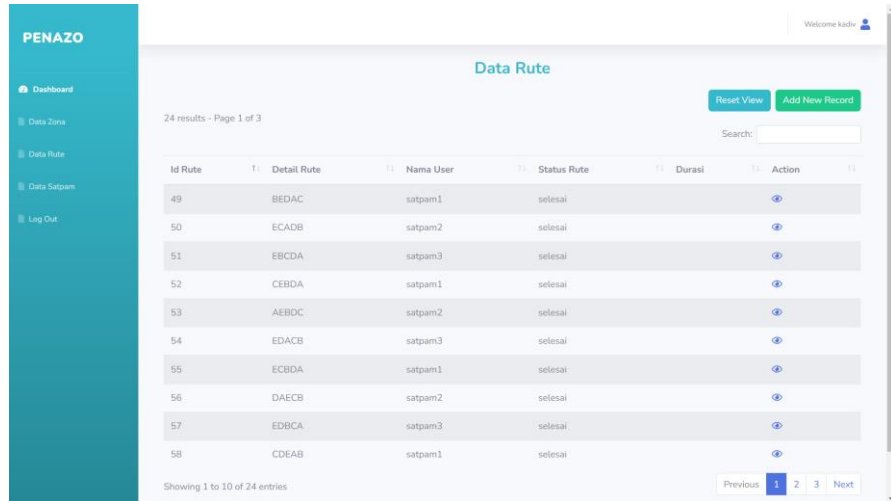 PENAZO
Welcome kadiv
Dashboard
Data Zona
Data Rute
Data Satpam
Log Out
Data Rute
Reset View Add New Record
24 results - Page 1 of 3
Search:
Id Rute Detail Rute Nama User Status Rute Durasi Action
49 BEDAC satpam1 selesai
50 ECADB satpam2 selesai
51 EBCDA satpam3 selesai
52 CEBDA satpam1 selesai
53 AEBDC satpam2 selesai
54 EDACB satpam3 selesai
55 ECBDA satpam1 selesai
56 DAECB satpam2 selesai
57 EDBCA satpam3 selesai
58 CDEAB satpam1 selesai
Showing 1 to 10 of 24 entries
Previous 1 2 3 Next